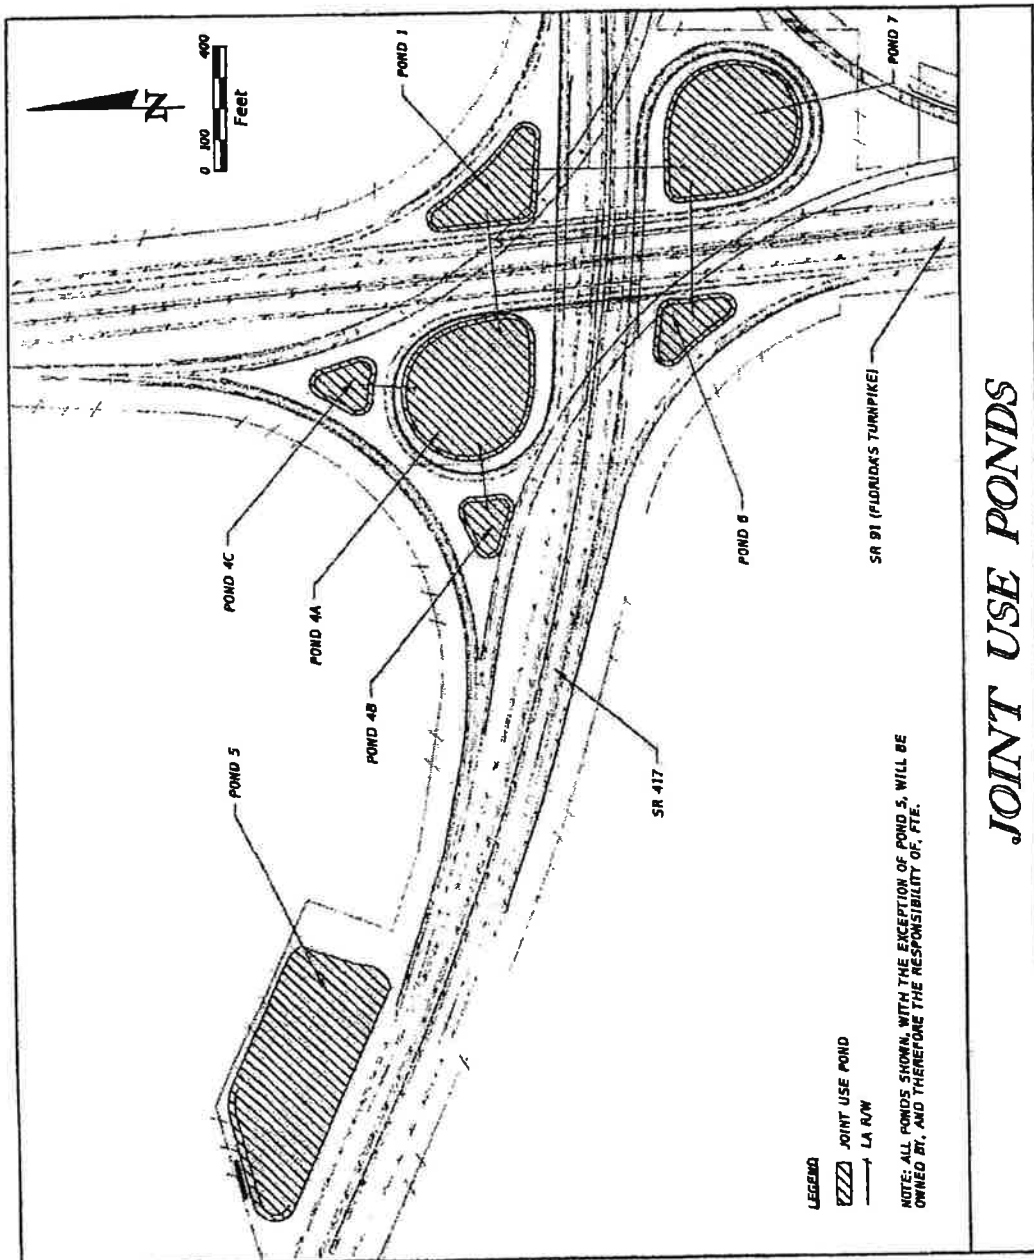 N
0 100 400
Feet
POND 1
POND 7
POND 4C
POND 4A
POND 4B
POND 5
POND 6
SR 91 (FLORIDA'S TURNPIKE)
SR 417
LEGEND
JOINT USE POND
LA R/W
NOTE: ALL PONDS SHOWN, WITH THE EXCEPTION OF POND 5, WILL BE
OWNED BY, AND THEREFORE THE RESPONSIBILITY OF, FTE.
JOINT USE PONDS